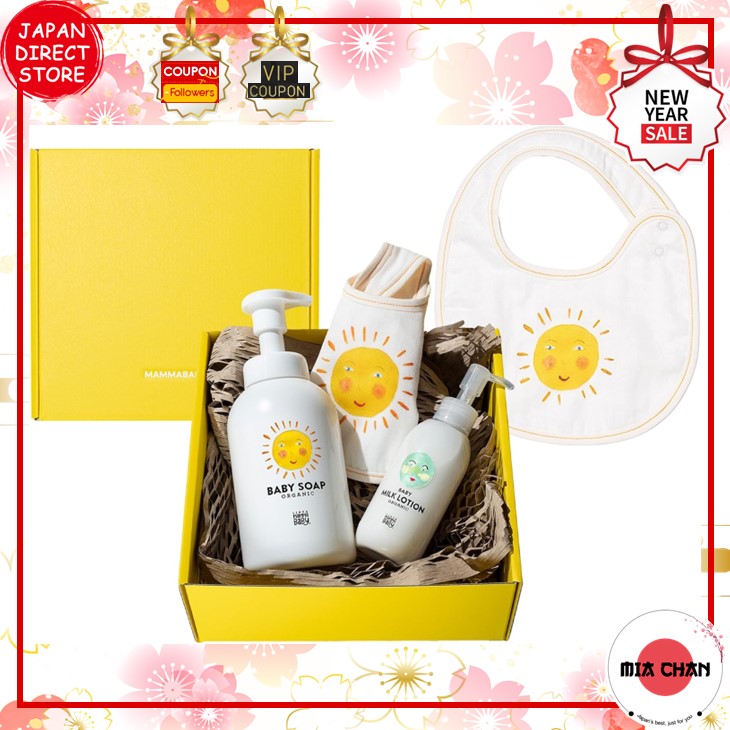 JAPAN
DIRECT
STORE
COUPON
Followers
VIP
COUPON
NEW
YEAR
SALE
BABY SOAP
ORGANIC
BABY
MILK LOTION
ORGANIC
MIA CHAN
Japan's best, just for you